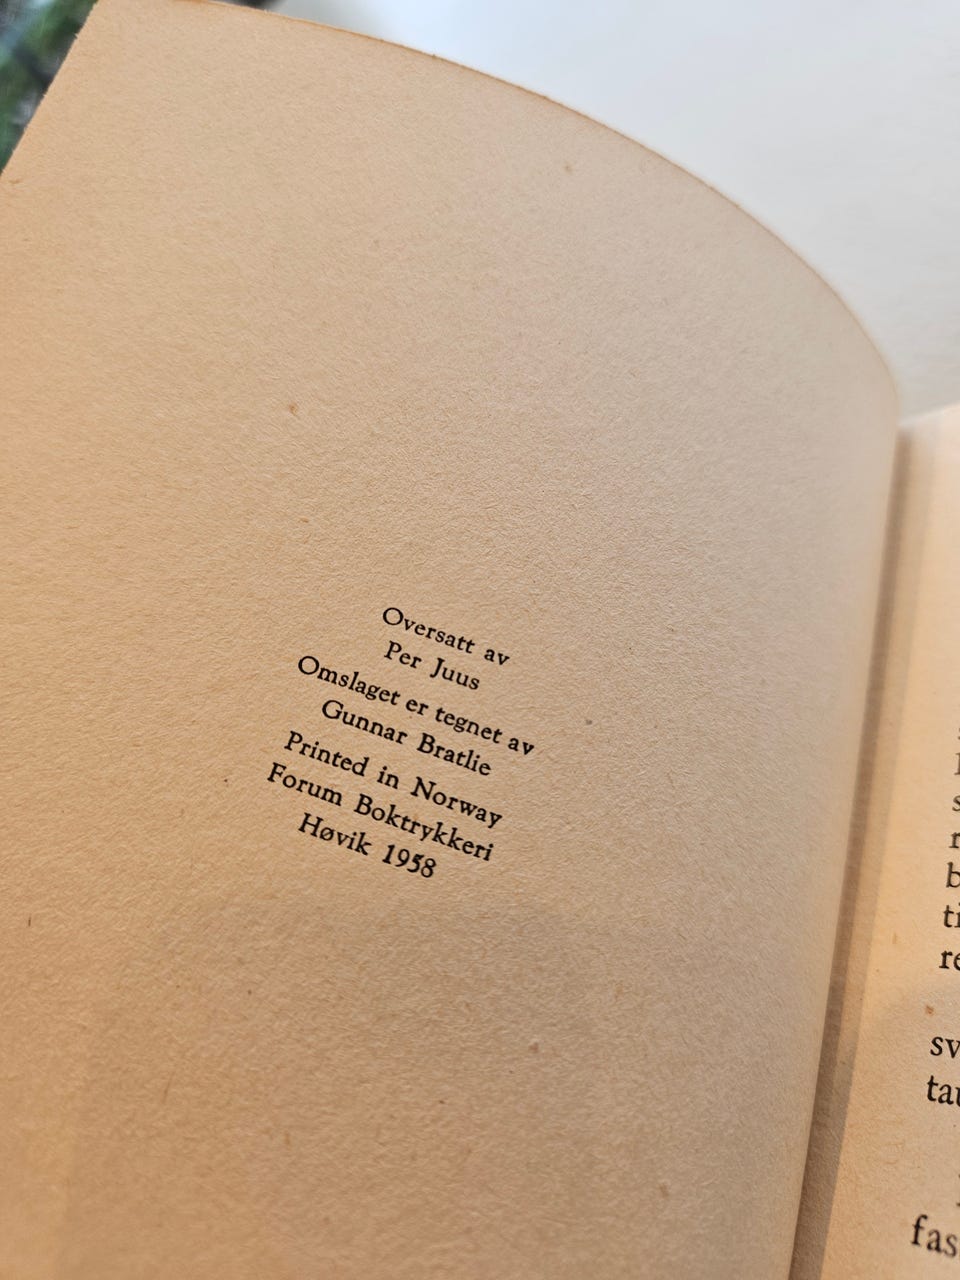 Oversatt av
Per Juus
Omslaget er tegnet av
Gunnar Bratlie
Printed in Norway
Forum Boktrykkeri
Høvik 1958